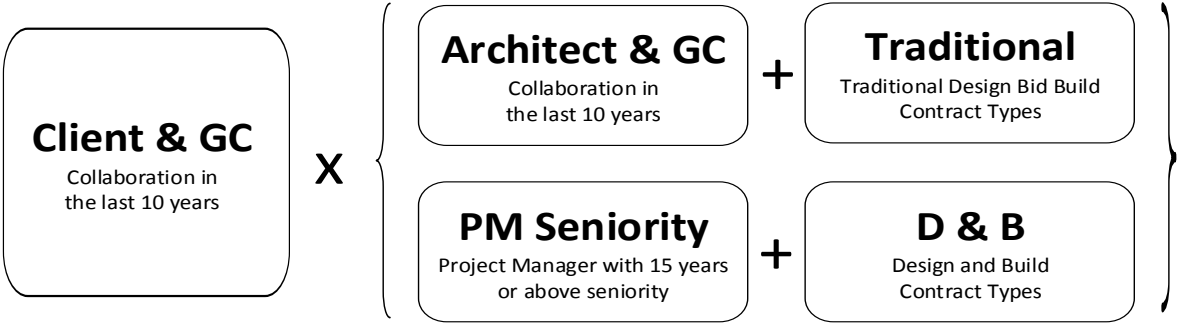 Client & GC
Collaboration in
the last 10 years
X
Architect & GC
Collaboration in
the last 10 years
+
Traditional
Traditional Design Bid Build
Contract Types
PM Seniority
Project Manager with 15 years
or above seniority
+
D & B
Design and Build
Contract Types